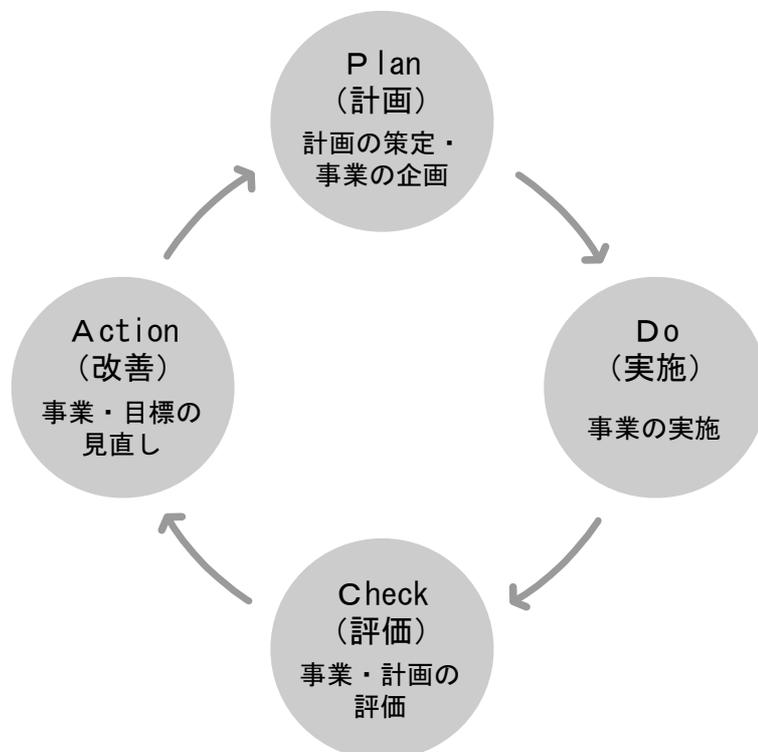 Plan
（計画）
計画の策定・
事業の企画
Do
（実施）
事業の実施
Check
（評価）
事業・計画の
評価
Action
（改善）
事業・目標の
見直し